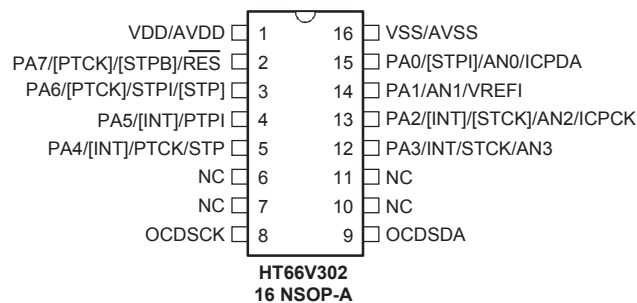 VDD/AVDD 1 16 VSS/AVSS
PA7/[PTCK]/[STPB]/RES 2 15 PA0/[STPI]/AN0/ICPDA
PA6/[PTCK]/STPI/[STP] 3 14 PA1/AN1/VREFI
PA5/[INT]/PTPI 4 13 PA2/[INT]/[STCK]/AN2/ICPCK
PA4/[INT]/PTCK/STP 5 12 PA3/INT/STCK/AN3
NC 6 11 NC
NC 7 10 NC
OCDSCK 8 9 OCDSDA
HT66V302
16 NSOP-A